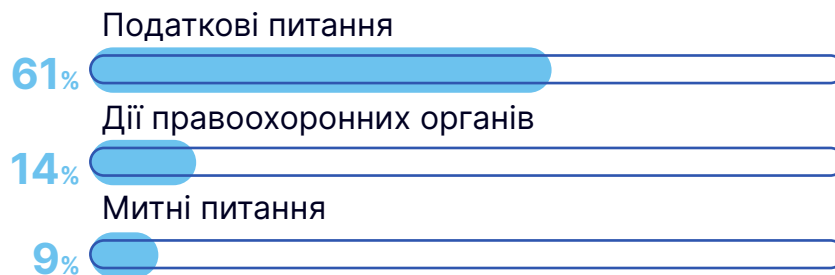 Податкові питання
61%
Дії правоохоронних органів
14%
Митні питання
9%